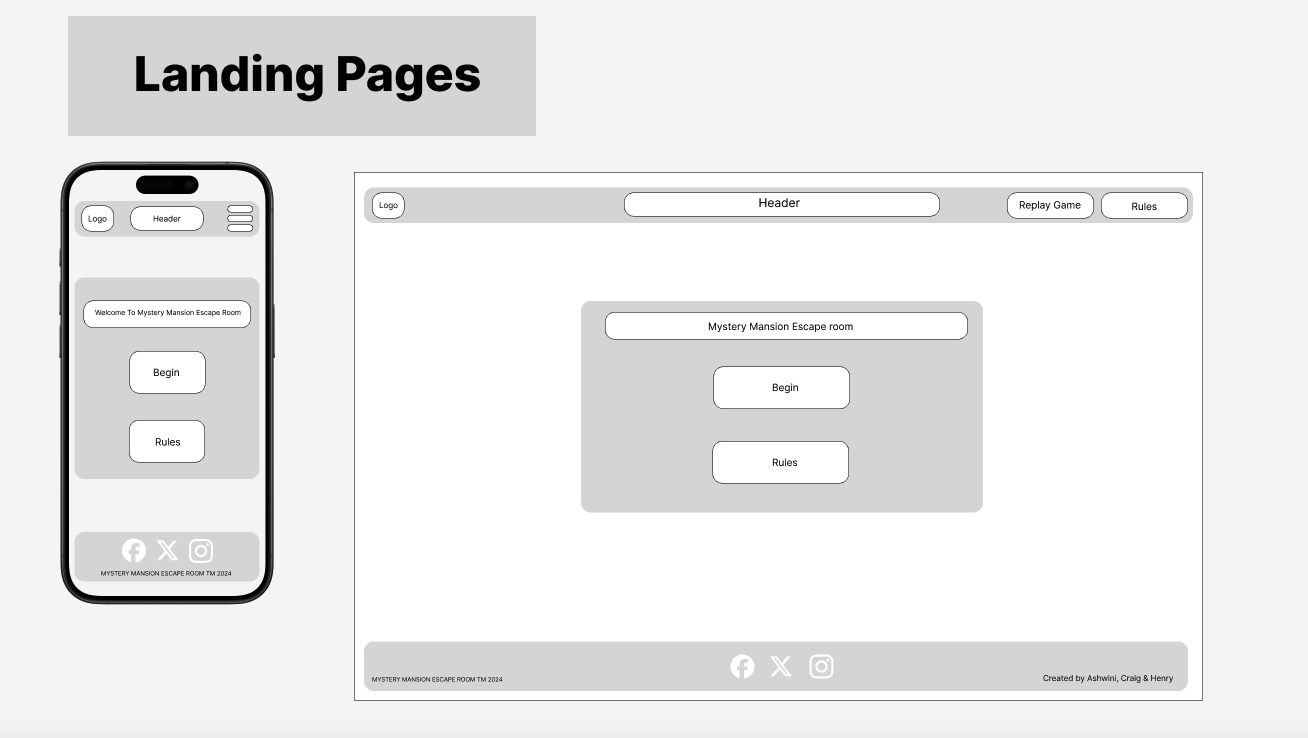 Landing Pages
Logo
Header
Welcome To Mystery Mansion Escape Room
Begin
Rules
MYSTERY MANSION ESCAPE ROOM TM 2024
Logo
Header
Replay Game
Rules
Mystery Mansion Escape room
Begin
Rules
MYSTERY MANSION ESCAPE ROOM TM 2024
Created by Ashwini, Craig & Henry